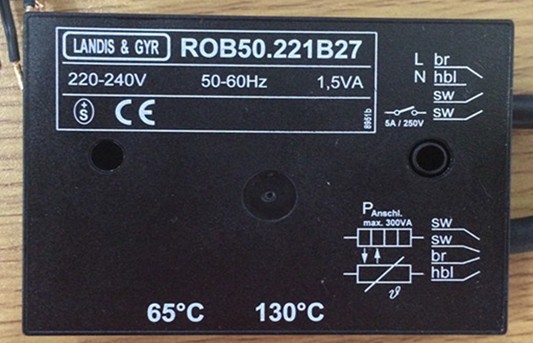 LANDIS & GYR ROB50.221B27
220-240V 50-60Hz 1,5VA
+
S CE
8951b
L br
N hbl
sw
sw
5A / 250V
P Anschl.
max. 300VA
sw
sw
br
hbl
ϑ
65°C 130°C